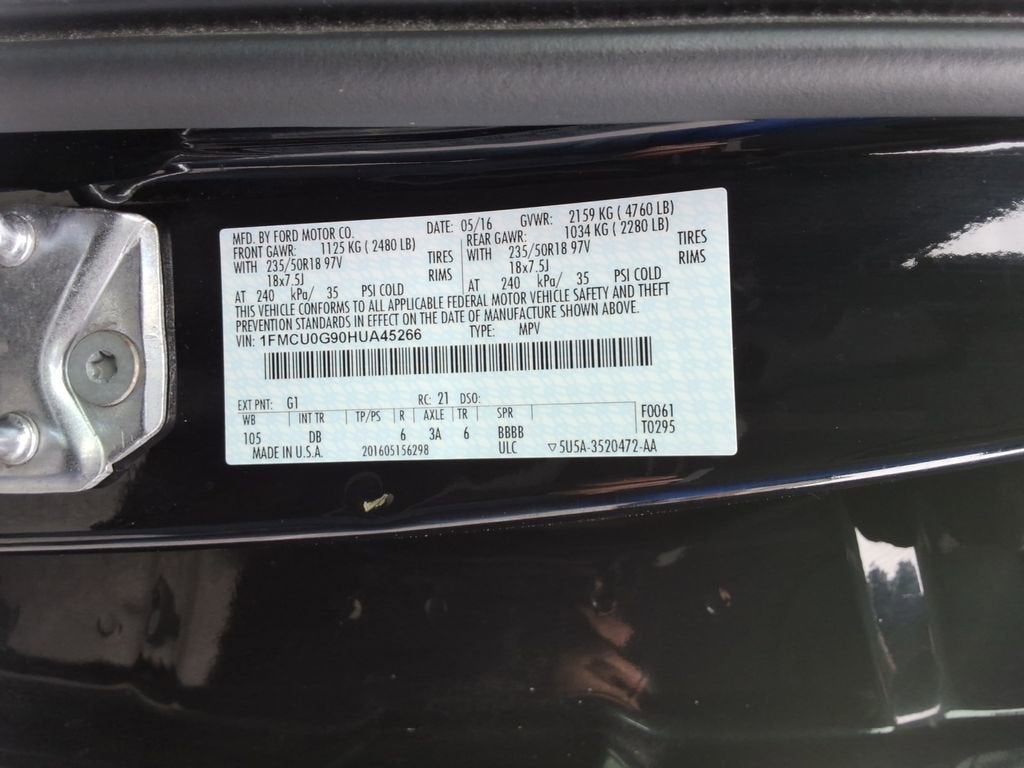 MFD. BY FORD MOTOR CO. DATE: 05/16 GVWR: 2159 KG ( 4760 LB)
FRONT GAWR: 1125 KG ( 2480 LB) REAR GAWR: 1034 KG ( 2280 LB)
WITH 235/50R18 97V TIRES WITH 235/50R18 97V TIRES
18x7.5J RIMS 18x7.5J RIMS
AT 240 kPa/ 35 PSI COLD AT 240 kPa/ 35 PSI COLD
THIS VEHICLE CONFORMS TO ALL APPLICABLE FEDERAL MOTOR VEHICLE SAFETY AND THEFT
PREVENTION STANDARDS IN EFFECT ON THE DATE OF MANUFACTURE SHOWN ABOVE.
VIN: 1FMCU0G90HUA45266 TYPE: MPV
EXT PNT: G1 RC: 21 DSO:
WB INT TR TP/PS R AXLE TR SPR F0061
105 DB 6 3A 6 BBBB T0295
MADE IN U.S.A. 201605156298 ULC ▽5U5A-3520472-AA